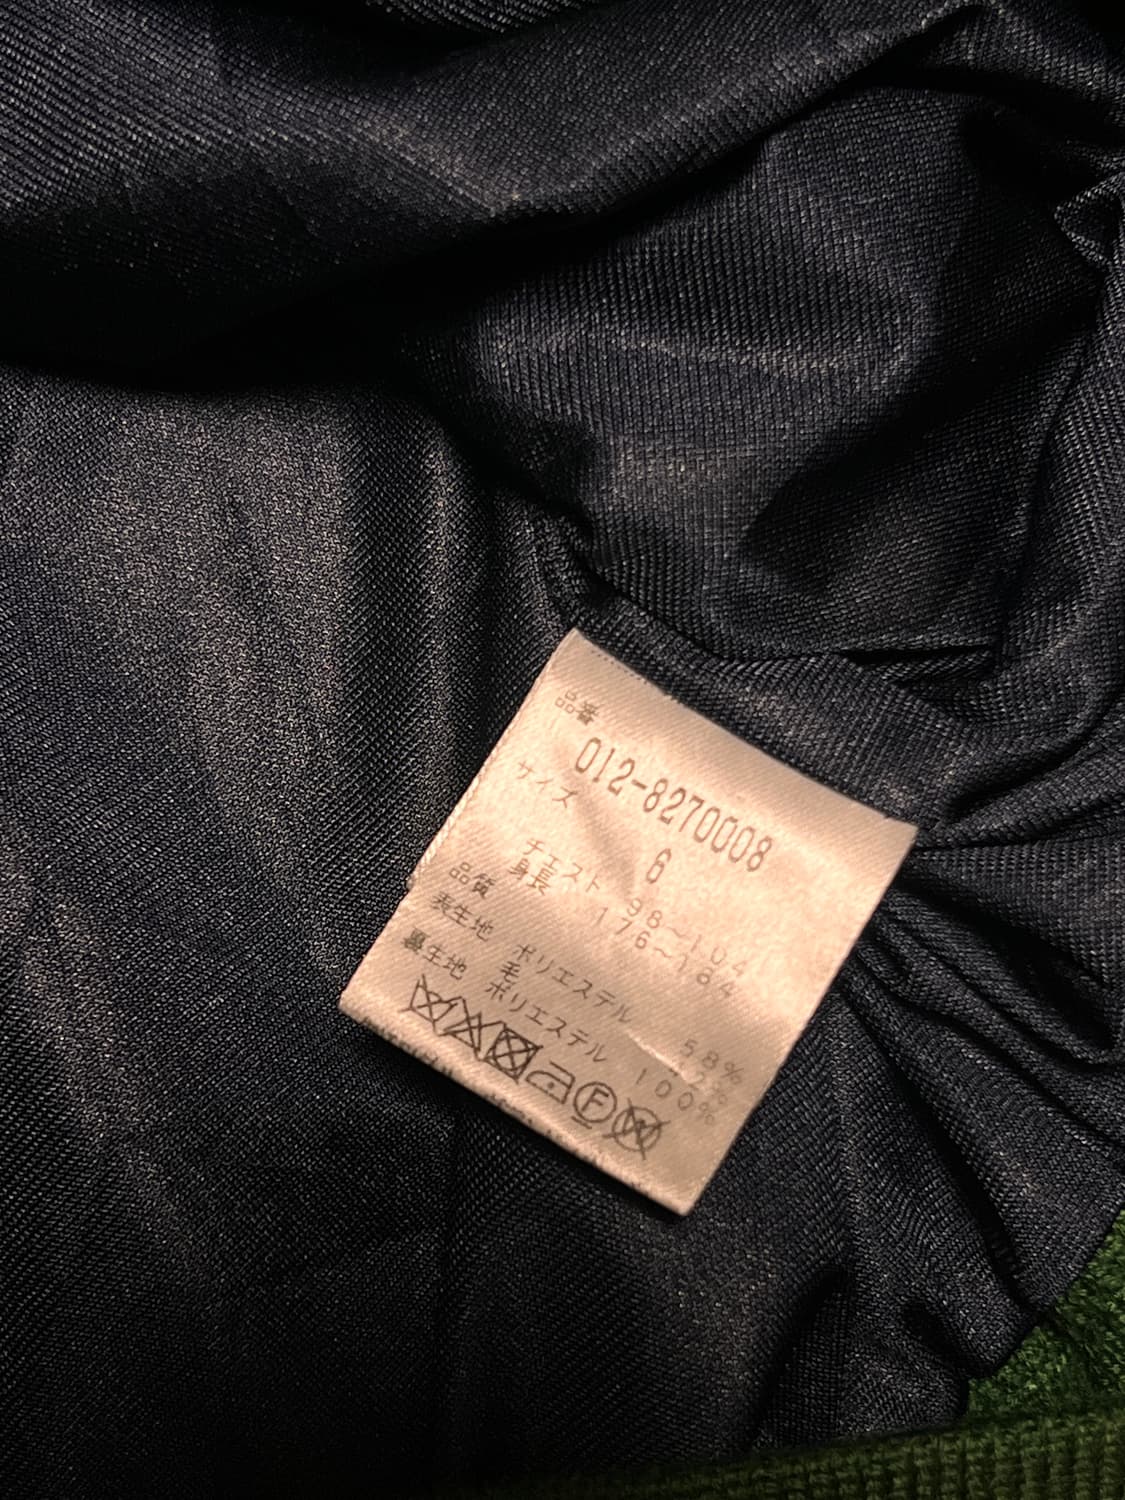 品番
012-8270008
サイズ
6
チェスト 98〜104
身長 176〜184
品質
表生地 ポリエステル 58%
毛
裏生地 ポリエステル 100%
F
W